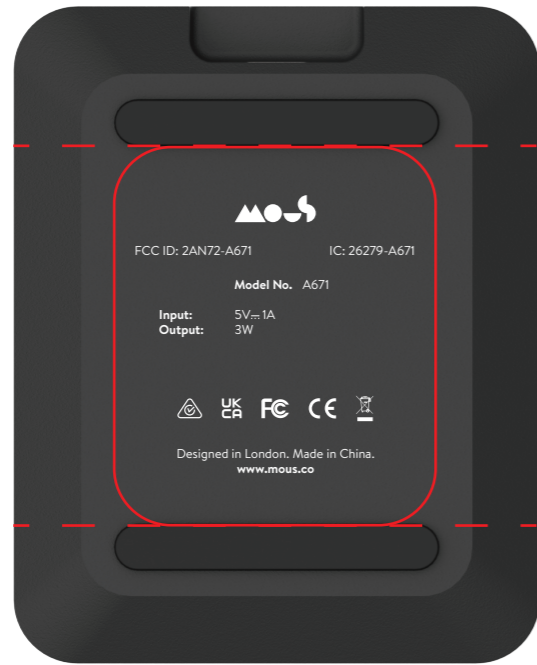 mous
FCC ID: 2AN72-A671 IC: 26279-A671
Model No. A671
Input: 5V⎓1A
Output: 3W
UK
CA
FC CE
Designed in London. Made in China.
www.mous.co